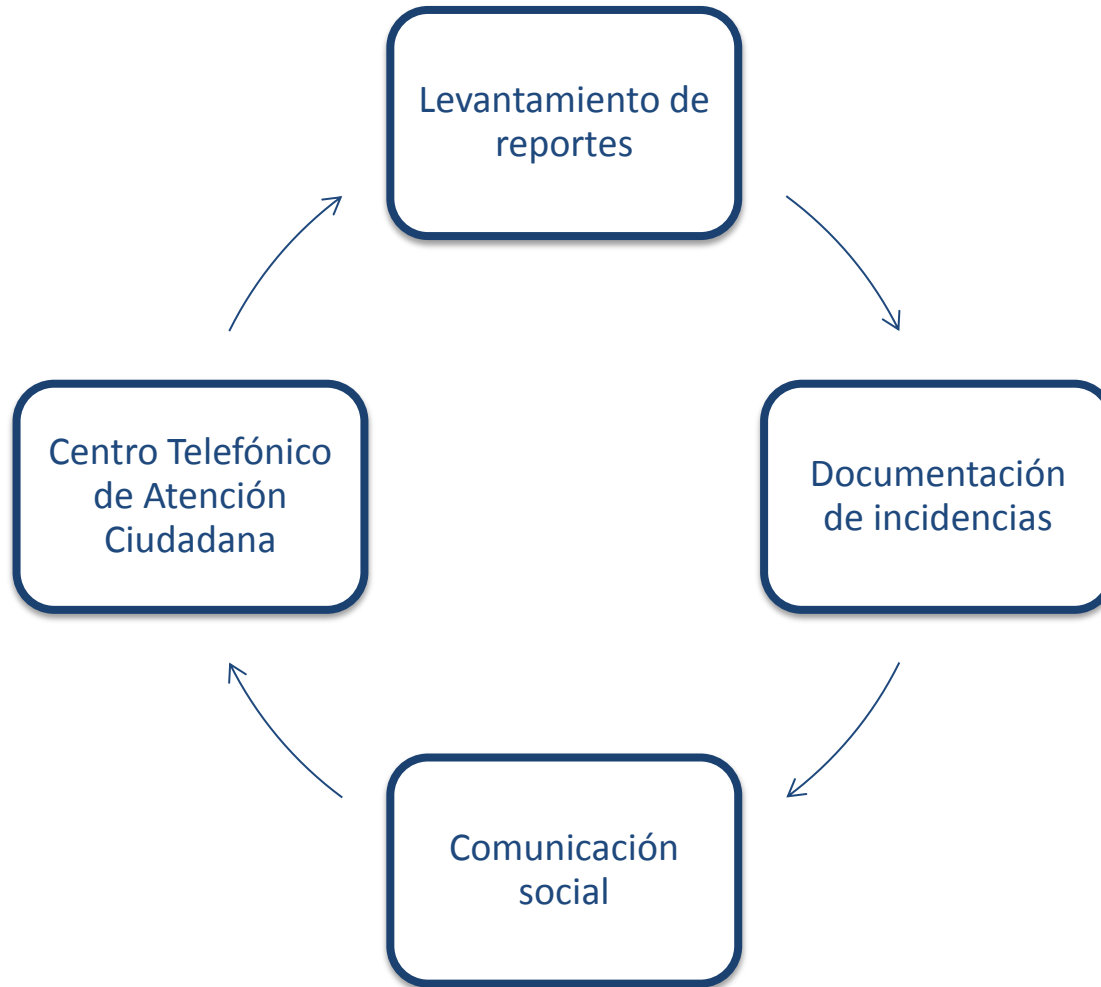 Levantamiento de
reportes
Centro Telefónico
de Atención
Ciudadana
Documentación
de incidencias
Comunicación
social